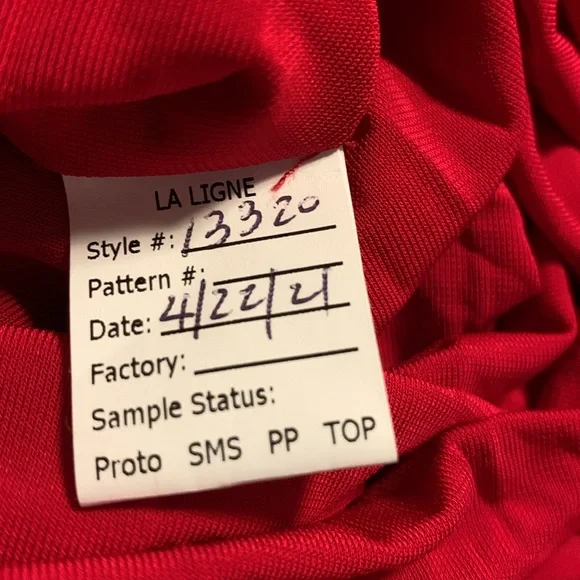 LA LIGNE
Style #: 13320
Pattern #:
Date: 4/22/21
Factory:
Sample Status:
Proto SMS PP TOP